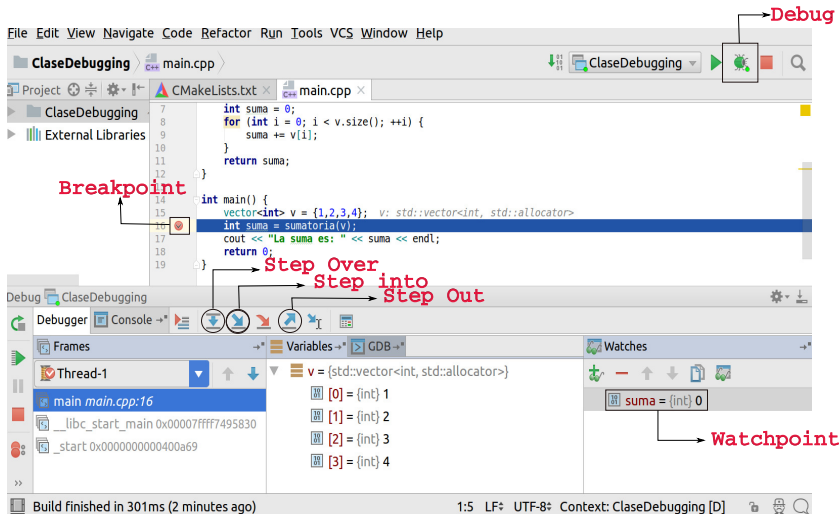 Debug
File Edit View Navigate Code Refactor Run Tools VCS Window Help
ClaseDebugging main.cpp ClaseDebugging
Project CMakeLists.txt main.cpp
ClaseDebugging
External Libraries
7 int suma = 0;
8 for (int i = 0; i < v.size(); ++i) {
9 suma += v[i];
10 }
11 return suma;
12 }
13
Breakpoint
14 int main() {
15 vector<int> v = {1,2,3,4}; v: std::vector<int, std::allocator>
16 int suma = sumatoria(v);
17 cout << "La suma es: " << suma << endl;
18 return 0;
19 }
Step Over
Step into
Step Out
Debug ClaseDebugging
Debugger Console
Frames Variables GDB Watches
Thread-1 v = {std::vector<int, std::allocator>}
main main.cpp:16 [0] = {int} 1 suma = {int} 0
__libc_start_main 0x00007ffff7495830 [1] = {int} 2
_start 0x0000000000400a69 [2] = {int} 3
Watchpoint
[3] = {int} 4
Build finished in 301ms (2 minutes ago) 1:5 LF UTF-8 Context: ClaseDebugging [D]